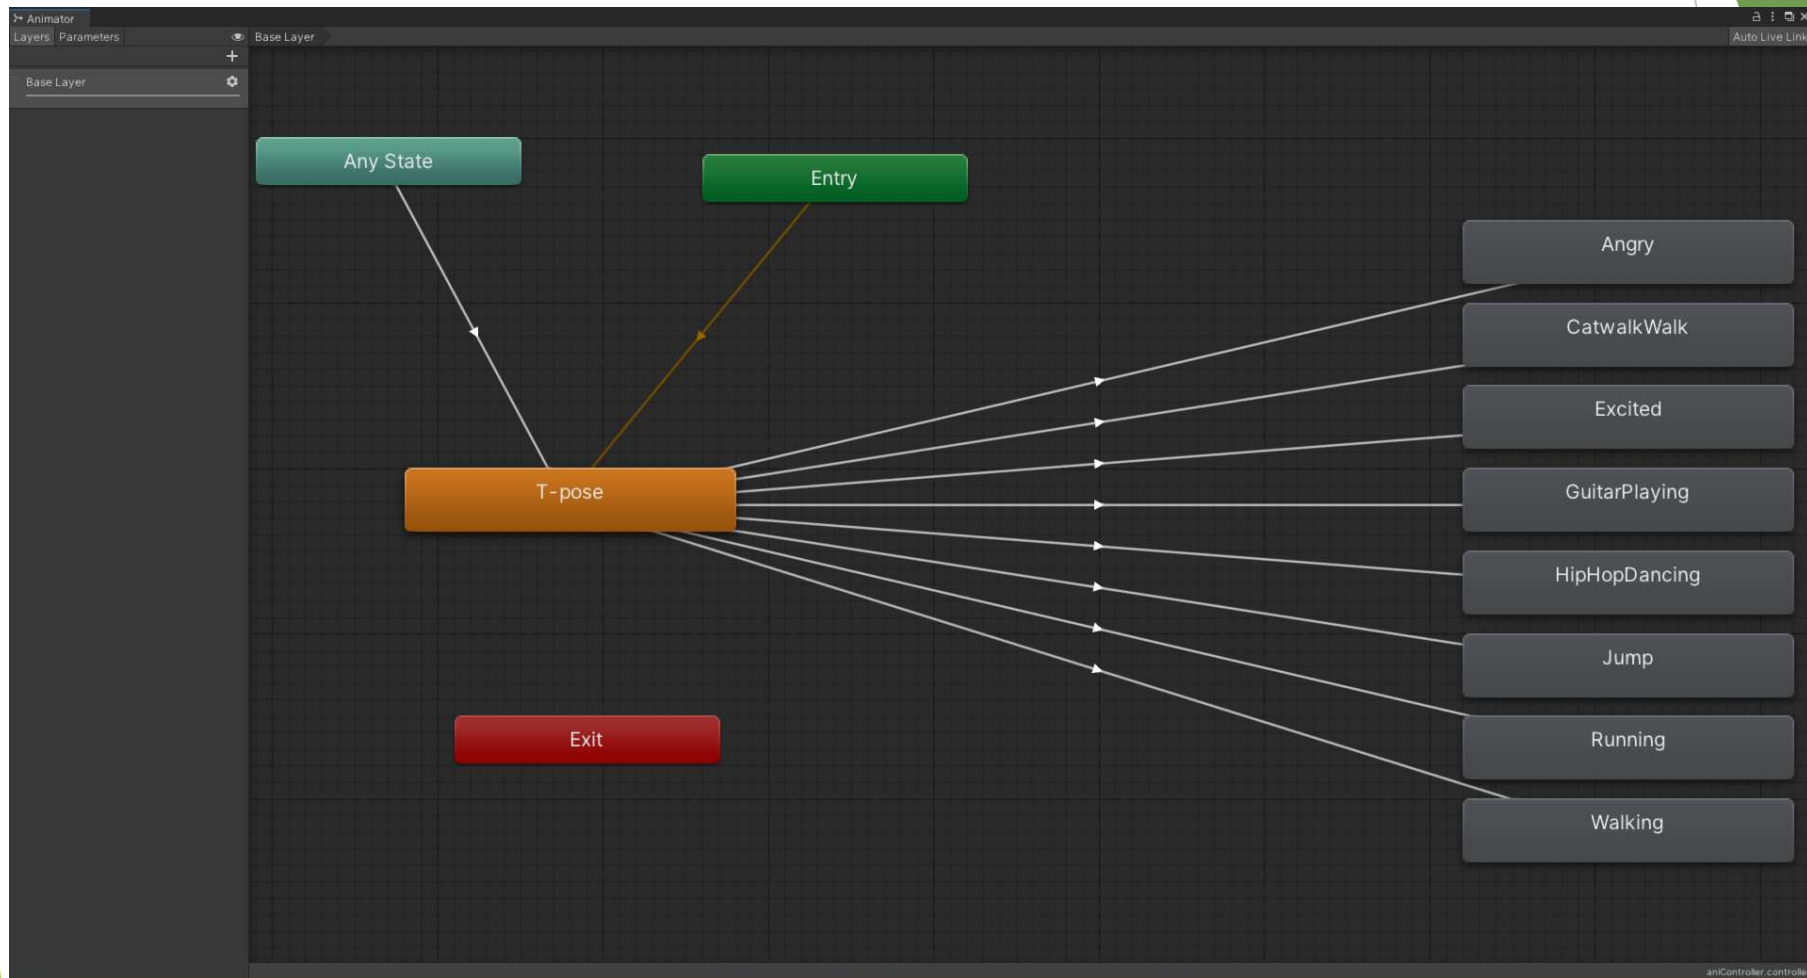 Animator
Layers Parameters
Base Layer
Auto Live Link
Base Layer
Any State
Entry
Angry
CatwalkWalk
Excited
T-pose
GuitarPlaying
HipHopDancing
Jump
Exit
Running
Walking
aniController.controlle